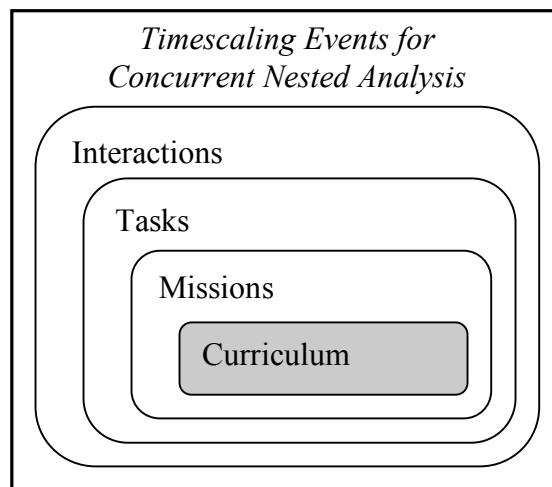 Timescaling Events for
Concurrent Nested Analysis
Interactions
Tasks
Missions
Curriculum